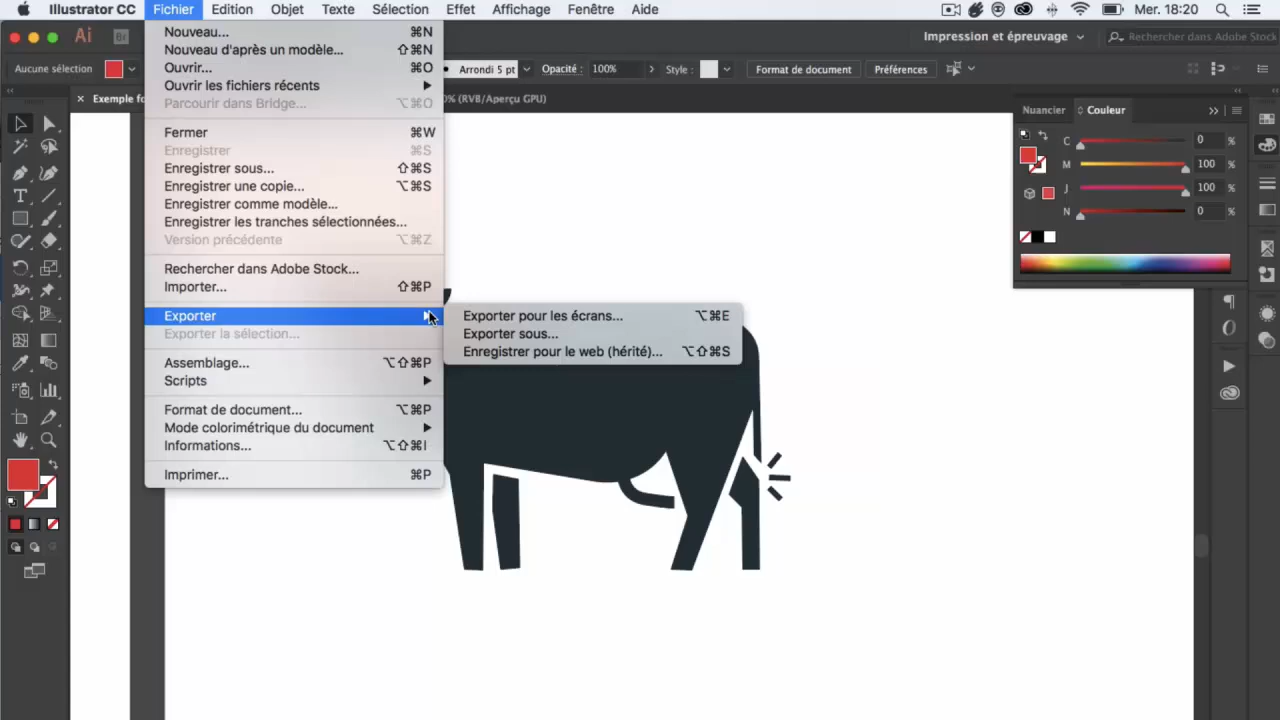 Illustrator CC Fichier Edition Objet Texte Sélection Effet Affichage Fenêtre Aide Mer. 18:20
Ai Br Impression et épreuvage Rechercher dans Adobe Stock
Aucune sélection Arrondi 5 pt Opacité : 100% Style : Format de document Préférences
× Exemple fo 0% (RVB/Aperçu GPU)
Nouveau... ⌘N
Nouveau d'après un modèle... ⇧⌘N
Ouvrir... ⌘O
Ouvrir les fichiers récents ▶
Parcourir dans Bridge... ⌥⌘O
Fermer ⌘W
Enregistrer ⌘S
Enregistrer sous... ⇧⌘S
Enregistrer une copie... ⌥⌘S
Enregistrer comme modèle...
Enregistrer les tranches sélectionnées...
Version précédente ⌥⌘Z
Rechercher dans Adobe Stock...
Importer... ⇧⌘P
Exporter
Exporter la sélection...
Assemblage... ⌥⇧⌘P
Scripts ▶
Format de document... ⌥⌘P
Mode colorimétrique du document ▶
Informations... ⌥⇧⌘I
Imprimer... ⌘P
Exporter pour les écrans... ⌥⌘E
Exporter sous...
Enregistrer pour le web (hérité)... ⌥⇧⌘S
Nuancier Couleur
C 0 %
M 100 %
J 100 %
N 0 %